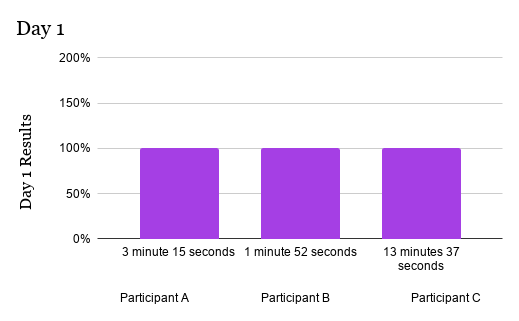 Day 1
200%
150%
100%
50%
0%
Day 1 Results
3 minute 15 seconds
1 minute 52 seconds
13 minutes 37
seconds
Participant A
Participant B
Participant C